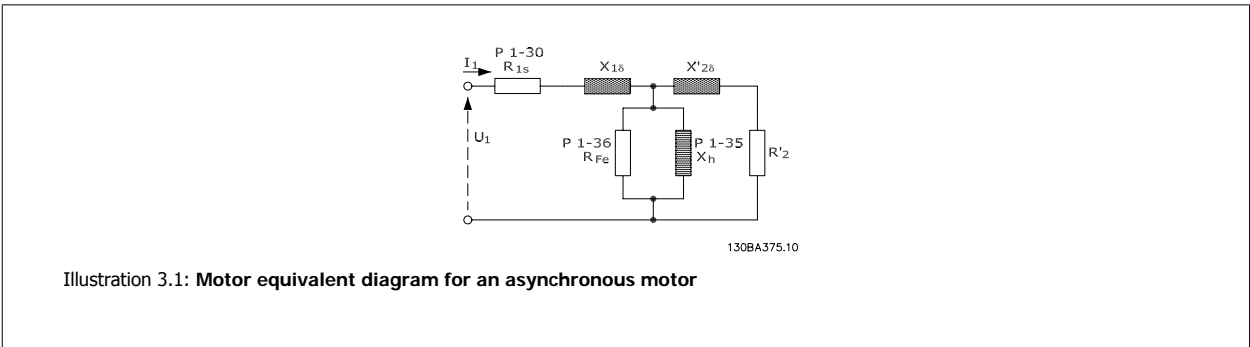 P 1-30
I1
R1s
X1δ
X'2δ
U1
P 1-36
RFe
P 1-35
Xh
R'2
130BA375.10
Illustration 3.1: Motor equivalent diagram for an asynchronous motor